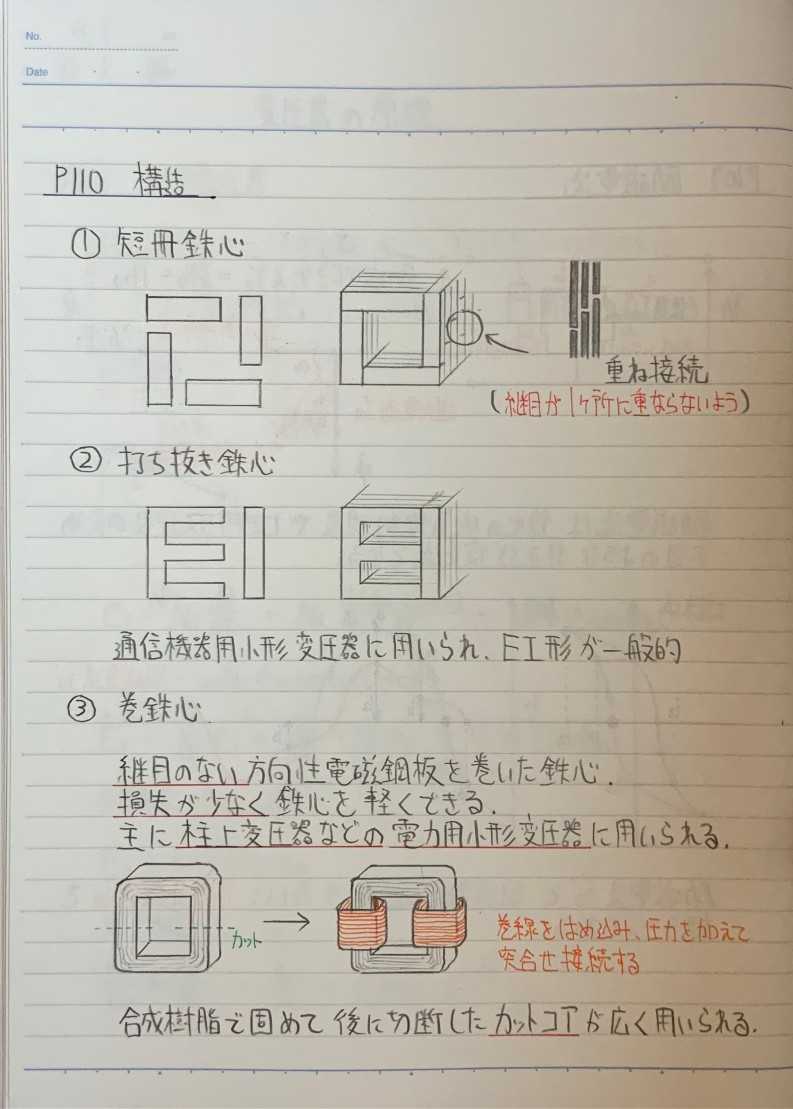 No.
Date
P110 構造
① 短冊鉄心
重ね接続
(継目が1ヶ所に重ならないよう)
② 打ち抜き鉄心
通信機器用小形変圧器に用いられ、EI形が一般的
③ 巻鉄心
継目のない方向性電磁鋼板を巻いた鉄心.
損失が少なく鉄心を軽くできる.
主に柱上変圧器などの電力用小形変圧器に用いられる.
カット
巻線をはめ込み、圧力を加えて
突合せ接続する
合成樹脂で固めて後に切断したカットコアが広く用いられる.